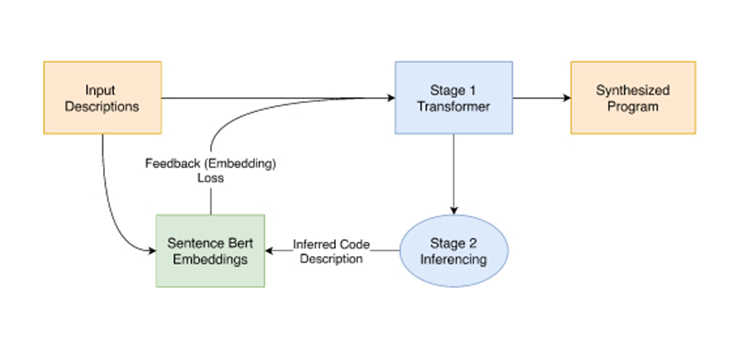 Input
Descriptions
Stage 1
Transformer
Synthesized
Program
Feedback (Embedding)
Loss
Sentence Bert
Embeddings
Inferred Code
Description
Stage 2
Inferencing